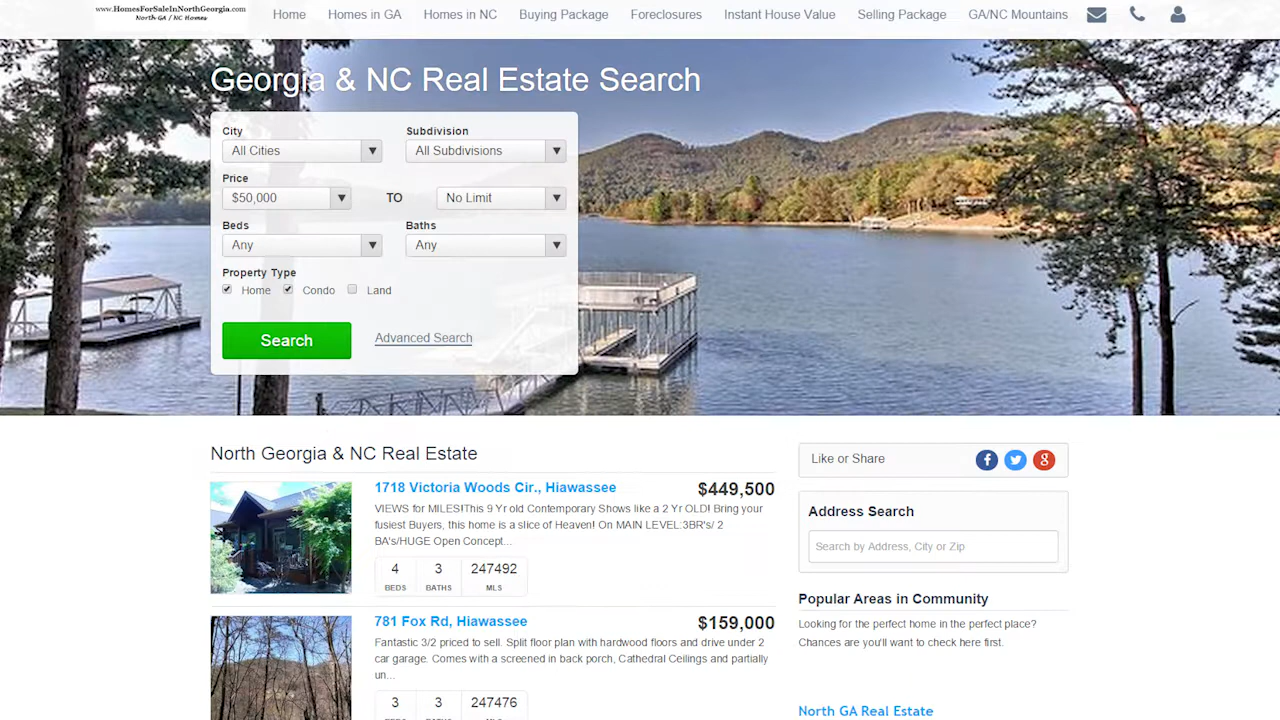 www.HomesForSaleInNorthGeorgia.com
North GA / NC Homes
Home Homes in GA Homes in NC Buying Package Foreclosures Instant House Value Selling Package GA/NC Mountains
Georgia & NC Real Estate Search
City Subdivision
All Cities All Subdivisions
Price
$50,000 TO No Limit
Beds Baths
Any Any
Property Type
Home Condo Land
Search Advanced Search
North Georgia & NC Real Estate
1718 Victoria Woods Cir., Hiawassee $449,500
VIEWS for MILES!This 9 Yr old Contemporary Shows like a 2 Yr OLD! Bring your
fusiest Buyers, this home is a slice of Heaven! On MAIN LEVEL:3BR's/ 2
BA's/HUGE Open Concept...
4 3 247492
BEDS BATHS MLS
781 Fox Rd, Hiawassee $159,000
Fantastic 3/2 priced to sell. Split floor plan with hardwood floors and drive under 2
car garage. Comes with a screened in back porch, Cathedral Ceilings and partially
un...
3 3 247476
BEDS BATHS MLS
Like or Share
Address Search
Search by Address, City or Zip
Popular Areas in Community
Looking for the perfect home in the perfect place?
Chances are you'll want to check here first.
North GA Real Estate